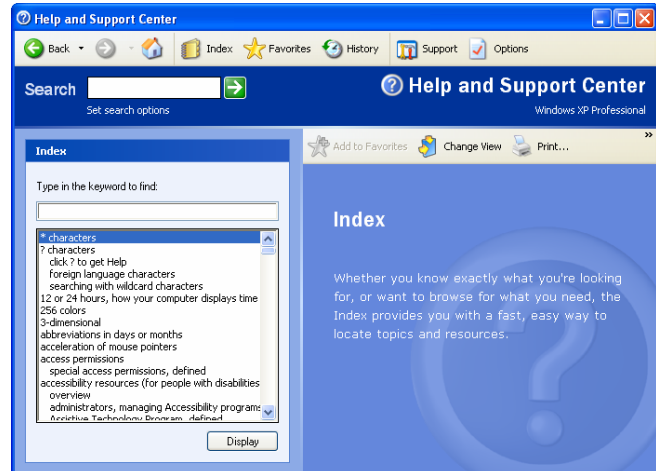 Help and Support Center
Back Index Favorites History Support Options
Search
Set search options
Help and Support Center
Windows XP Professional
Index
Add to Favorites Change View Print... »
Type in the keyword to find:
* characters
? characters
click ? to get Help
foreign language characters
searching with wildcard characters
12 or 24 hours, how your computer displays time
256 colors
3-dimensional
abbreviations in days or months
acceleration of mouse pointers
access permissions
special access permissions, defined
accessibility resources (for people with disabilities
overview
administrators, managing Accessibility programs
Assistive Technology Program, defined
Display
Index
Whether you know exactly what you're looking
for, or want to browse for what you need, the
Index provides you with a fast, easy way to
locate topics and resources.